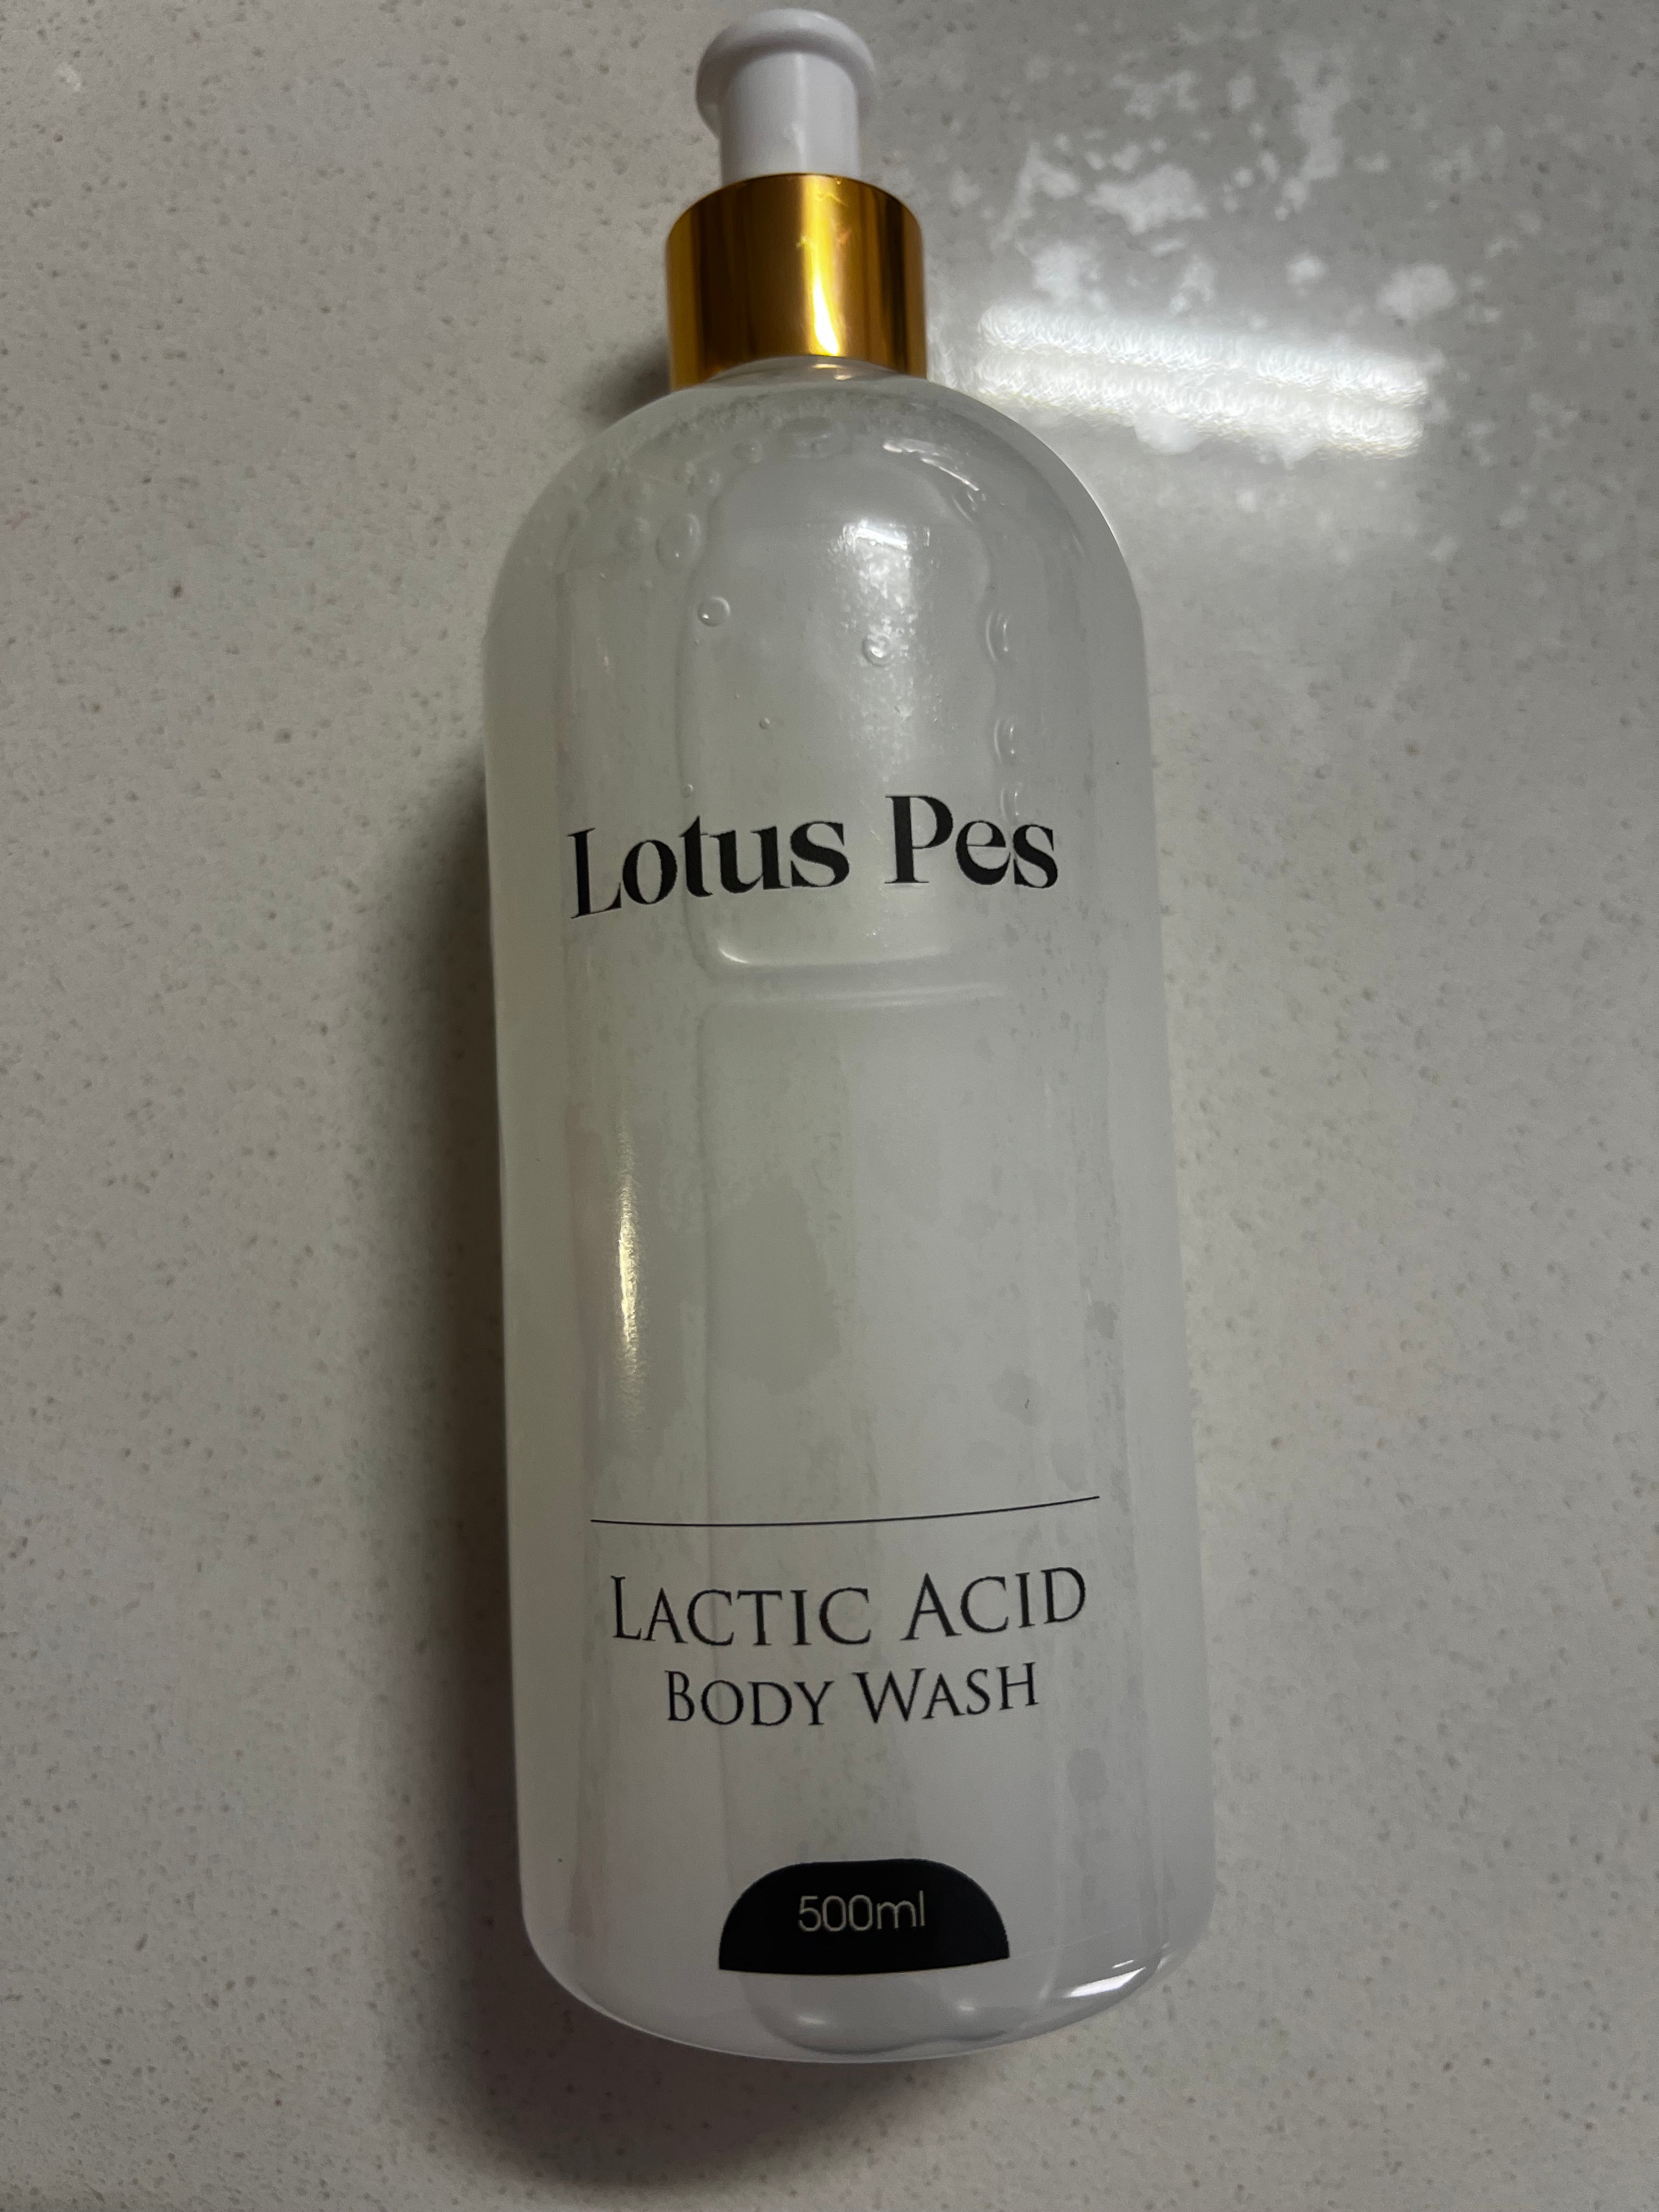 Lotus Pes
LACTIC ACID
BODY WASH
500ml